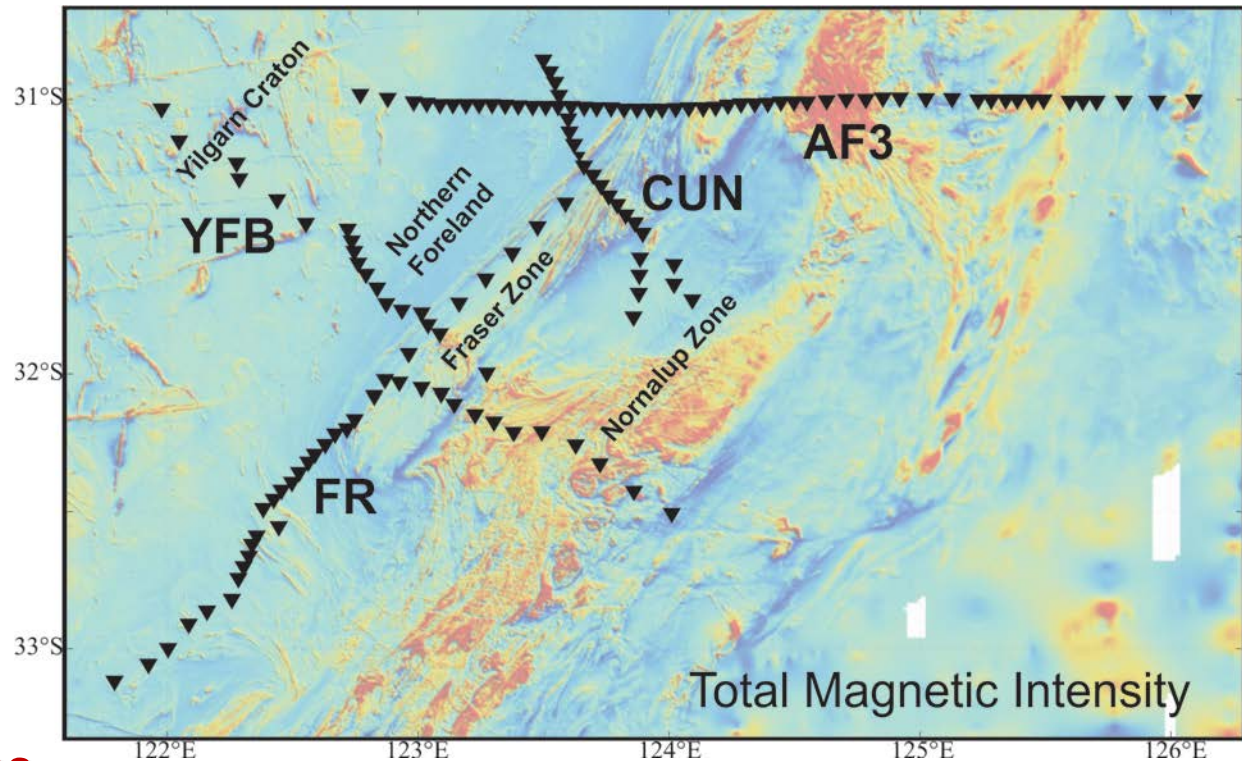 31°S
32°S
33°S
122°E
123°E
124°E
125°E
126°E
Yilgarn Craton
YFB
Northern
Foreland
Fraser Zone
CUN
AF3
Nornalup Zone
FR
Total Magnetic Intensity